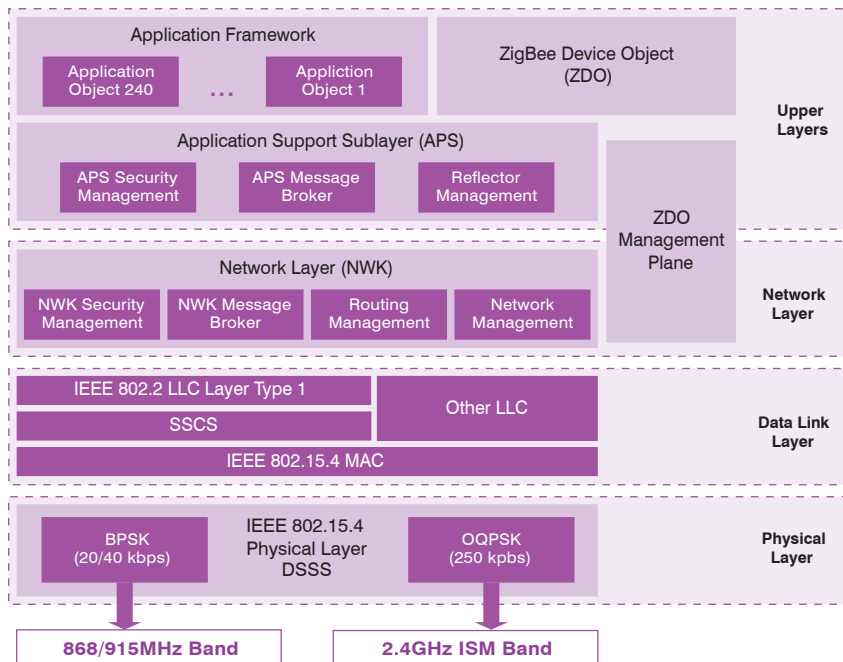 Application Framework
Application
Object 240
...
Appliction
Object 1
ZigBee Device Object
(ZDO)
Upper
Layers
Application Support Sublayer (APS)
APS Security
Management
APS Message
Broker
Reflector
Management
ZDO
Management
Plane
Network Layer (NWK)
NWK Security
Management
NWK Message
Broker
Routing
Management
Network
Management
Network
Layer
IEEE 802.2 LLC Layer Type 1
SSCS
Other LLC
IEEE 802.15.4 MAC
Data Link
Layer
BPSK
(20/40 kbps)
IEEE 802.15.4
Physical Layer
DSSS
OQPSK
(250 kpbs)
Physical
Layer
868/915MHz Band
2.4GHz ISM Band